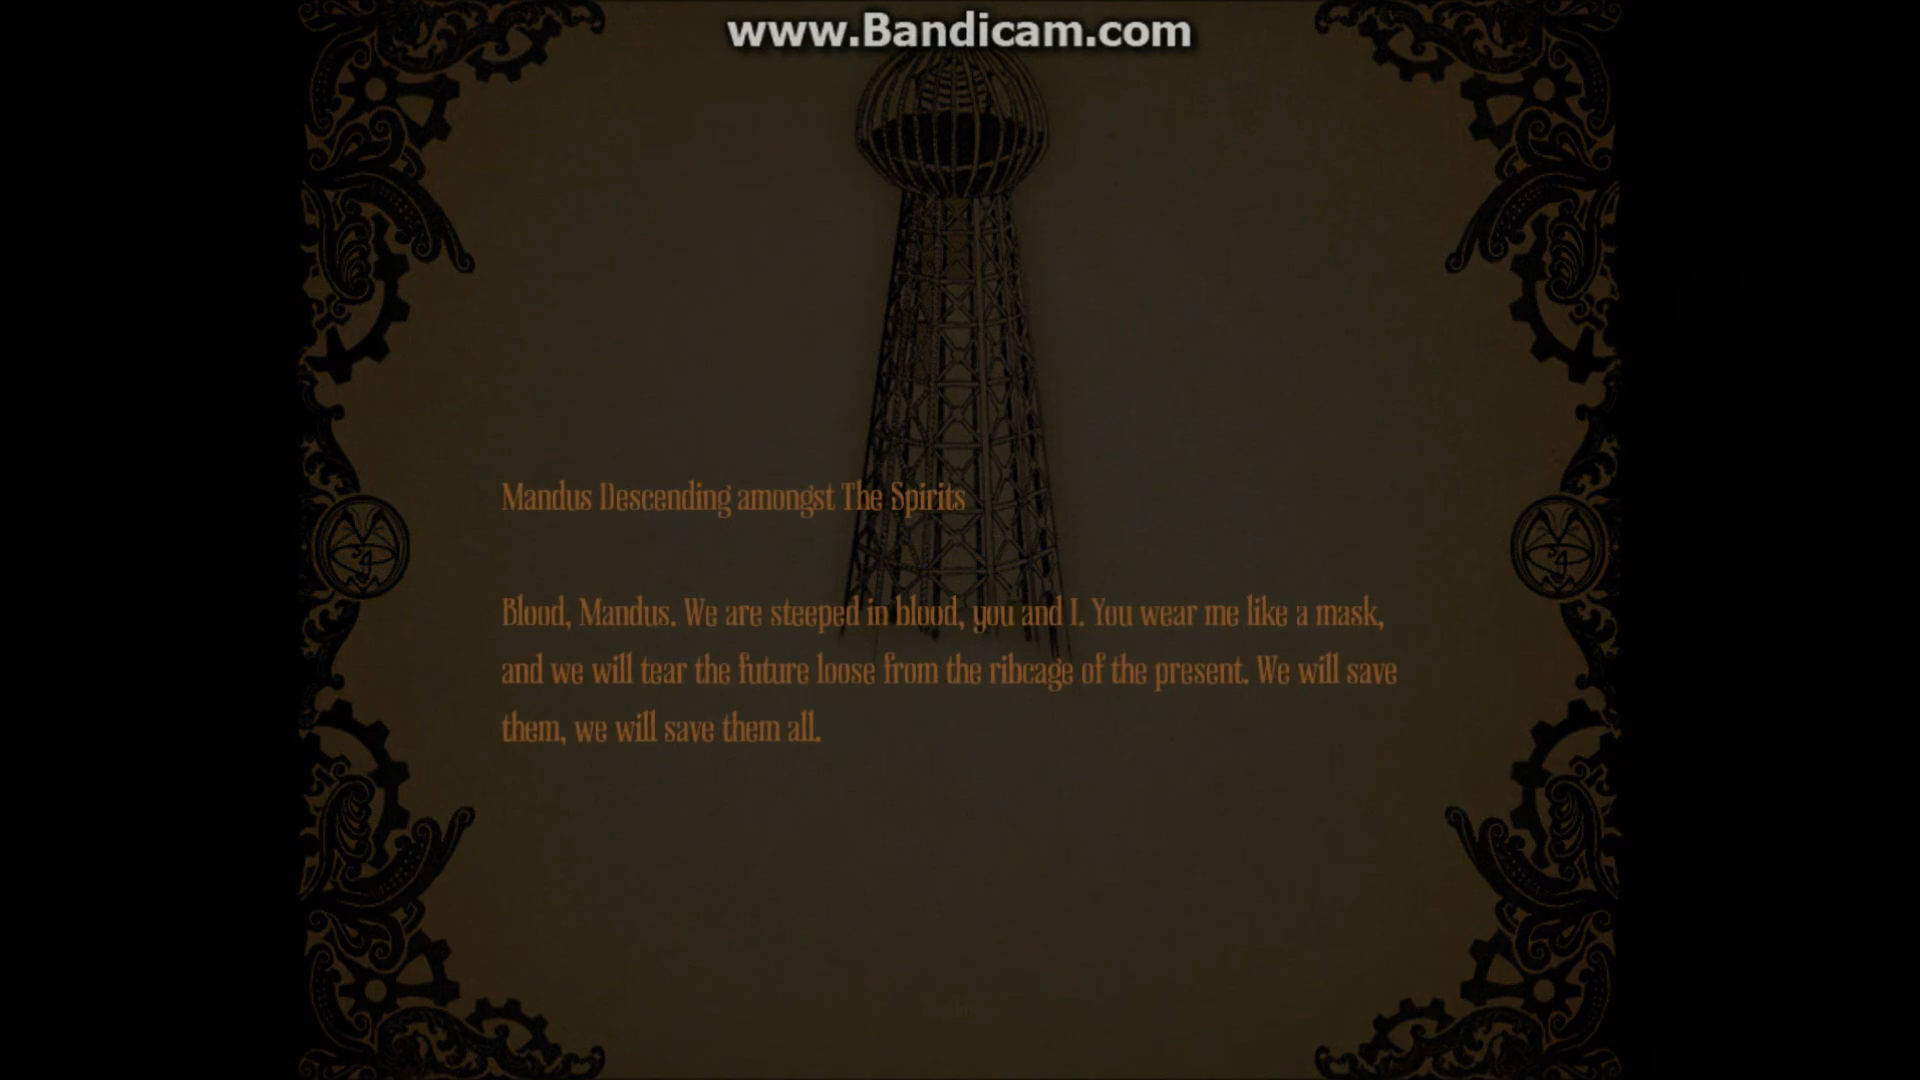 www.Bandicam.com
Mandus Descending amongst The Spirits
Blood, Mandus. We are steeped in blood, you and I. You wear me like a mask,
and we will tear the future loose from the ribcage of the present. We will save
them, we will save them all.